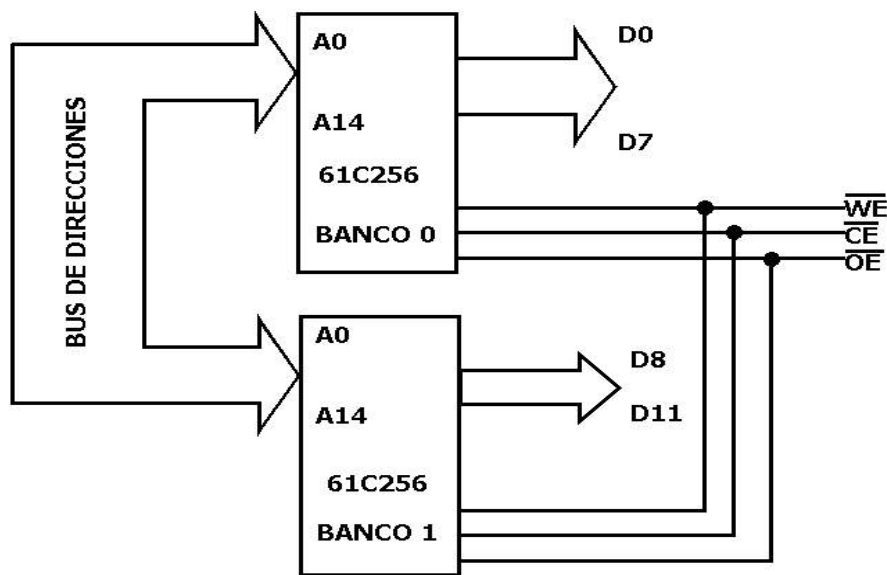 BUS DE DIRECCIONES
A0
A14
61C256
BANCO 0
D0
D7
WE
CE
OE
A0
A14
61C256
BANCO 1
D8
D11